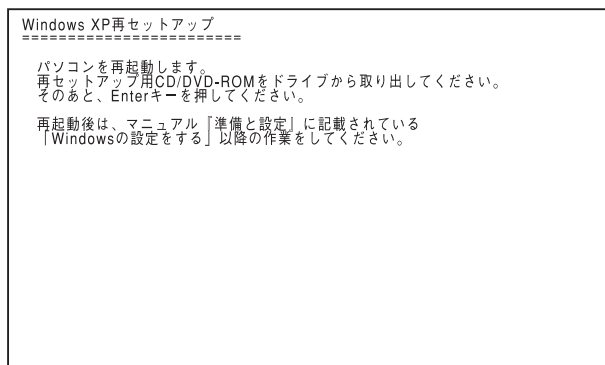 Windows XP再セットアップ
========================
パソコンを再起動します。
再セットアップ用CD/DVD-ROMをドライブから取り出してください。
そのあと、Enterキーを押してください。
再起動後は、マニュアル『準備と設定』に記載されている
「Windowsの設定をする」以降の作業をしてください。